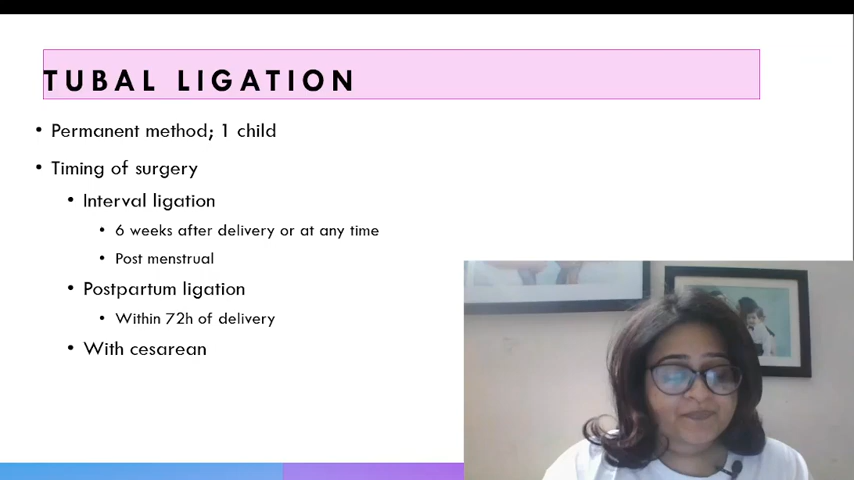 TUBAL LIGATION
• Permanent method; 1 child
• Timing of surgery
• Interval ligation
• 6 weeks after delivery or at any time
• Post menstrual
• Postpartum ligation
• Within 72h of delivery
• With cesarean